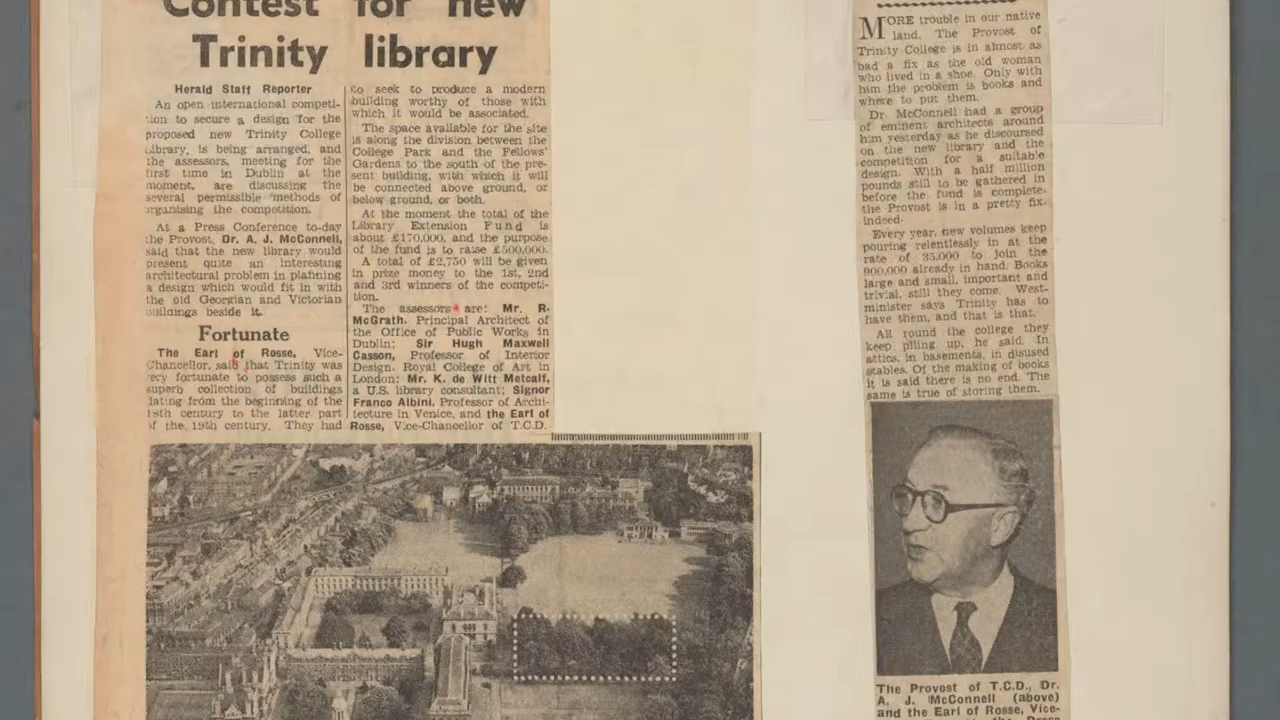 Contest for new
Trinity library
Herald Staff Reporter
An open international competi-
tion to secure a design for the
proposed new Trinity College
Library, is being arranged, and
the assessors, meeting for the
first time in Dublin at the
moment, are discussing the
several permissible methods of
organising the competition.
At a Press Conference to-day
the Provost, Dr. A. J. McConnell,
said that the new library would
present quite an interesting
architectural problem in planning
a design which would fit in with
the old Georgian and Victorian
buildings beside it.
Fortunate
The Earl of Rosse, Vice-
Chancellor, said that Trinity was
very fortunate to possess such a
superb collection of buildings
dating from the beginning of the
18th century to the latter part
of the 19th century. They had
to seek to produce a modern
building worthy of those with
which it would be associated.
The space available for the site
is along the division between the
College Park and the Fellows'
Gardens to the south of the pre-
sent building, with which it will
be connected above ground, or
below ground, or both.
At the moment the total of the
Library Extension Fund is
about £170,000, and the purpose
of the fund is to raise £500,000.
A total of £2,750 will be given
in prize money to the 1st, 2nd
and 3rd winners of the competi-
tion.
The assessors are: Mr. R.
McGrath, Principal Architect of
the Office of Public Works in
Dublin; Sir Hugh Maxwell
Casson, Professor of Interior
Design, Royal College of Art in
London; Mr. K. de Witt Metcalf,
a U.S. library consultant; Signor
Franco Albini, Professor of Archi-
tecture in Venice, and the Earl of
Rosse, Vice-Chancellor of T.C.D.
MORE trouble in our native
land. The Provost of
Trinity College is in almost as
bad a fix as the old woman
who lived in a shoe. Only with
him the problem is books and
where to put them.
Dr McConnell had a group
of eminent architects around
him yesterday as he discoursed
on the new library and the
competition for a suitable
design. With a half million
pounds still to be gathered in
before the fund is complete,
the Provost is in a pretty fix,
indeed.
Every year, new volumes keep
pouring relentlessly in at the
rate of 35,000 to join the
900,000 already in hand. Books
large and small, important and
trivial, still they come. West-
minister says Trinity has to
have them, and that is that.
All round the college they
keep piling up, he said. In
attics, in basements, in disused
stables. Of the making of books
it is said there is no end. The
same is true of storing them.
The Provost of T.C.D., Dr.
A. J. McConnell (above)
and the Earl of Rosse, Vice-